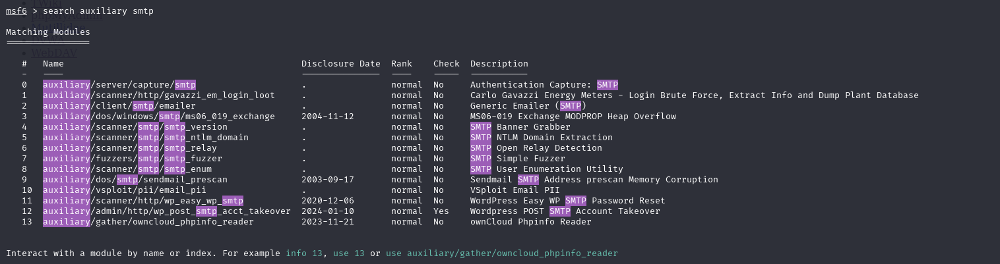 TWiki
phpMyAdmin
Mutillidae
DVWA
WebDAV
msf6 > search auxiliary smtp
Matching Modules
================
#   Name                                             Disclosure Date  Rank    Check  Description
-   ----                                             ---------------  ----    -----  -----------
0   auxiliary/server/capture/smtp                    .                normal  No     Authentication Capture: SMTP
1   auxiliary/scanner/http/gavazzi_em_login_loot     .                normal  No     Carlo Gavazzi Energy Meters - Login Brute Force, Extract Info and Dump Plant Database
2   auxiliary/client/smtp/emailer                    .                normal  No     Generic Emailer (SMTP)
3   auxiliary/dos/windows/smtp/ms06_019_exchange     2004-11-12       normal  No     MS06-019 Exchange MODPROP Heap Overflow
4   auxiliary/scanner/smtp/smtp_version              .                normal  No     SMTP Banner Grabber
5   auxiliary/scanner/smtp/smtp_ntlm_domain          .                normal  No     SMTP NTLM Domain Extraction
6   auxiliary/scanner/smtp/smtp_relay                .                normal  No     SMTP Open Relay Detection
7   auxiliary/fuzzers/smtp/smtp_fuzzer               .                normal  No     SMTP Simple Fuzzer
8   auxiliary/scanner/smtp/smtp_enum                 .                normal  No     SMTP User Enumeration Utility
9   auxiliary/dos/smtp/sendmail_prescan              2003-09-17       normal  No     Sendmail SMTP Address prescan Memory Corruption
10  auxiliary/vsploit/pii/email_pii                  .                normal  No     VSploit Email PII
11  auxiliary/scanner/http/wp_easy_wp_smtp           2020-12-06       normal  No     WordPress Easy WP SMTP Password Reset
12  auxiliary/admin/http/wp_post_smtp_acct_takeover  2024-01-10       normal  Yes    Wordpress POST SMTP Account Takeover
13  auxiliary/gather/owncloud_phpinfo_reader         2023-11-21       normal  No     ownCloud Phpinfo Reader
Interact with a module by name or index. For example info 13, use 13 or use auxiliary/gather/owncloud_phpinfo_reader